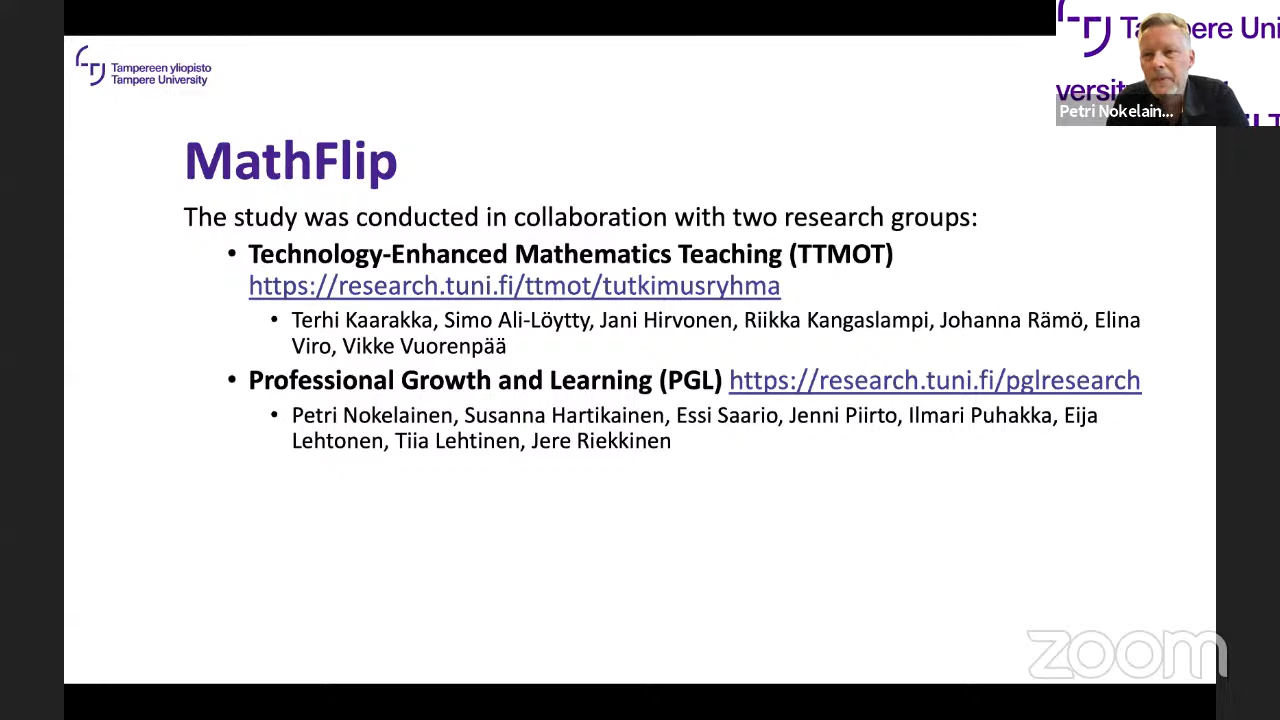 Tampereen yliopisto
Tampere University
MathFlip
The study was conducted in collaboration with two research groups:
• Technology-Enhanced Mathematics Teaching (TTMOT)
https://research.tuni.fi/ttmot/tutkimusryhma
• Terhi Kaarakka, Simo Ali-Löytty, Jani Hirvonen, Riikka Kangaslampi, Johanna Rämö, Elina
Viro, Vikke Vuorenpää
• Professional Growth and Learning (PGL) https://research.tuni.fi/pglresearch
• Petri Nokelainen, Susanna Hartikainen, Essi Saario, Jenni Piirto, Ilmari Puhakka, Eija
Lehtonen, Tiia Lehtinen, Jere Riekkinen
Petri Nokelain...
zoom